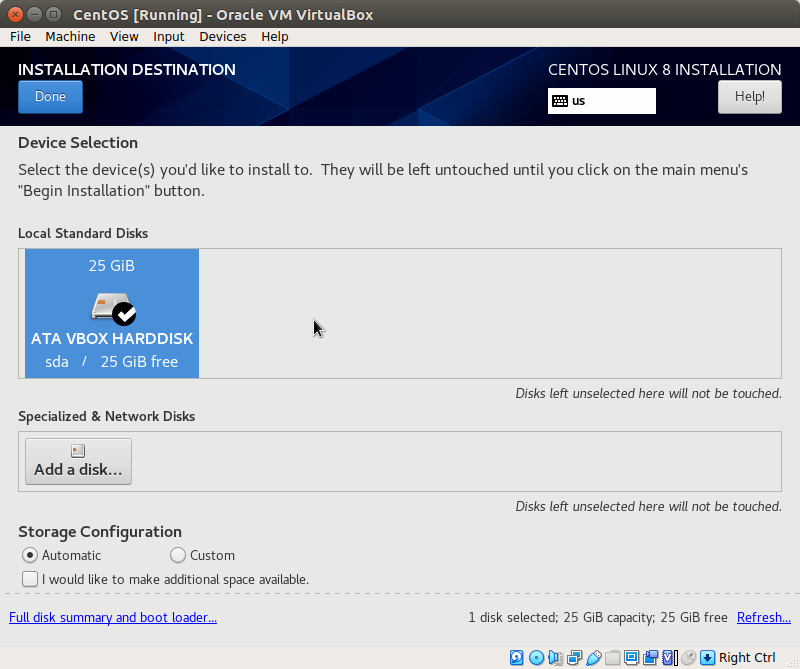 CentOS [Running] - Oracle VM VirtualBox
File Machine View Input Devices Help
INSTALLATION DESTINATION
CENTOS LINUX 8 INSTALLATION
Done
us
Help!
Device Selection
Select the device(s) you'd like to install to. They will be left untouched until you click on the main menu's
"Begin Installation" button.
Local Standard Disks
25 GiB
ATA VBOX HARDDISK
sda / 25 GiB free
Disks left unselected here will not be touched.
Specialized & Network Disks
Add a disk...
Disks left unselected here will not be touched.
Storage Configuration
Automatic Custom
I would like to make additional space available.
Full disk summary and boot loader... 1 disk selected; 25 GiB capacity; 25 GiB free Refresh...
Right Ctrl